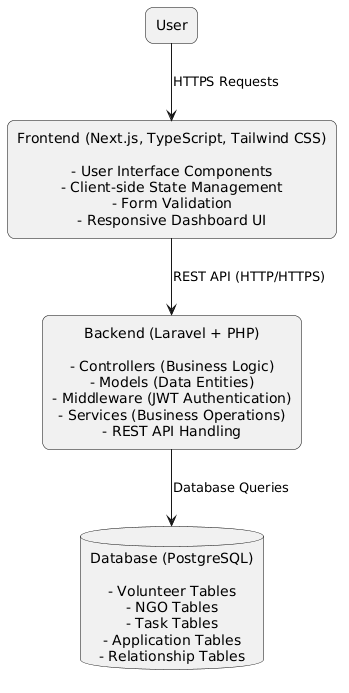 User
HTTPS Requests
Frontend (Next.js, TypeScript, Tailwind CSS)
- User Interface Components
- Client-side State Management
- Form Validation
- Responsive Dashboard UI
REST API (HTTP/HTTPS)
Backend (Laravel + PHP)
- Controllers (Business Logic)
- Models (Data Entities)
- Middleware (JWT Authentication)
- Services (Business Operations)
- REST API Handling
Database Queries
Database (PostgreSQL)
- Volunteer Tables
- NGO Tables
- Task Tables
- Application Tables
- Relationship Tables